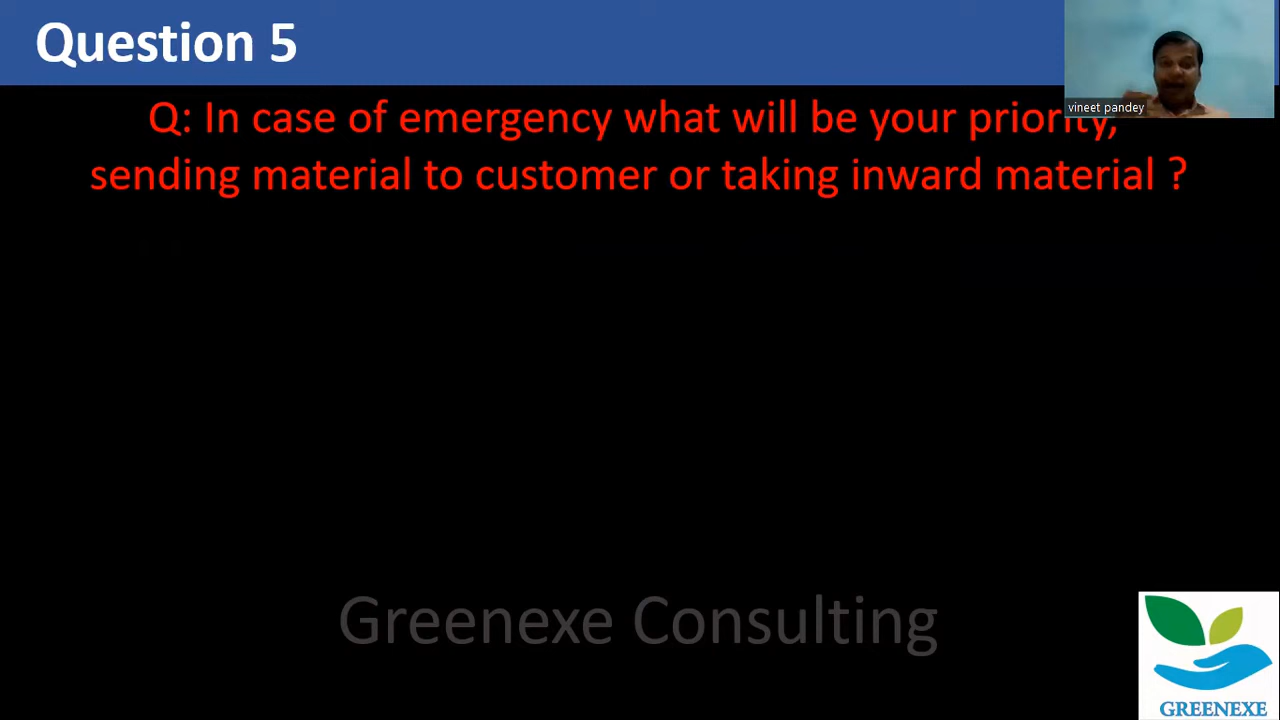 Question 5
vineet pandey
Q: In case of emergency what will be your priority,
sending material to customer or taking inward material ?
Greenexe Consulting
GREENEXE